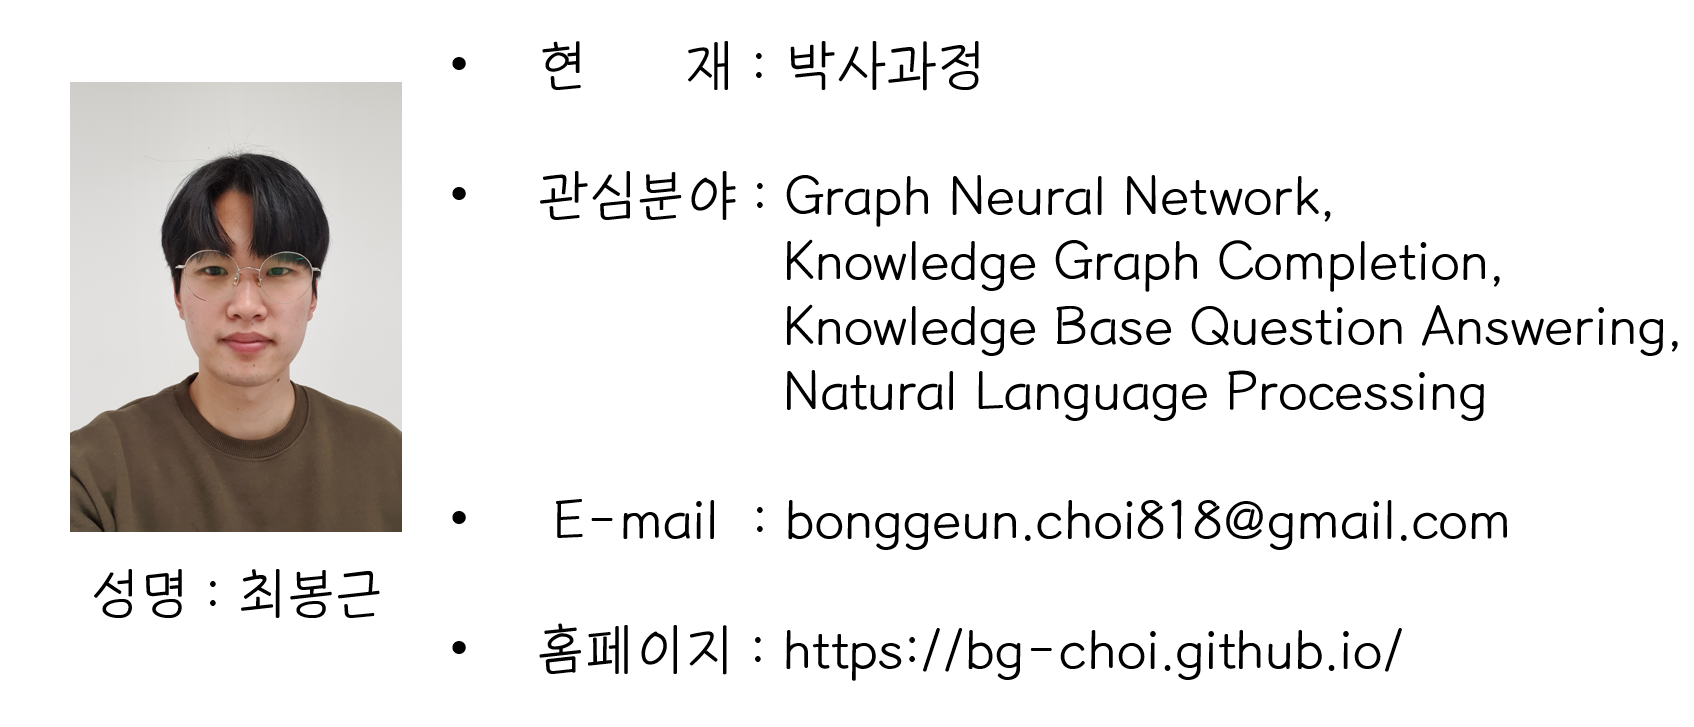 • 현 재 : 박사과정
• 관심분야 : Graph Neural Network,
Knowledge Graph Completion,
Knowledge Base Question Answering,
Natural Language Processing
• E-mail : bonggeun.choi818@gmail.com
• 홈페이지 : https://bg-choi.github.io/
성명 : 최봉근